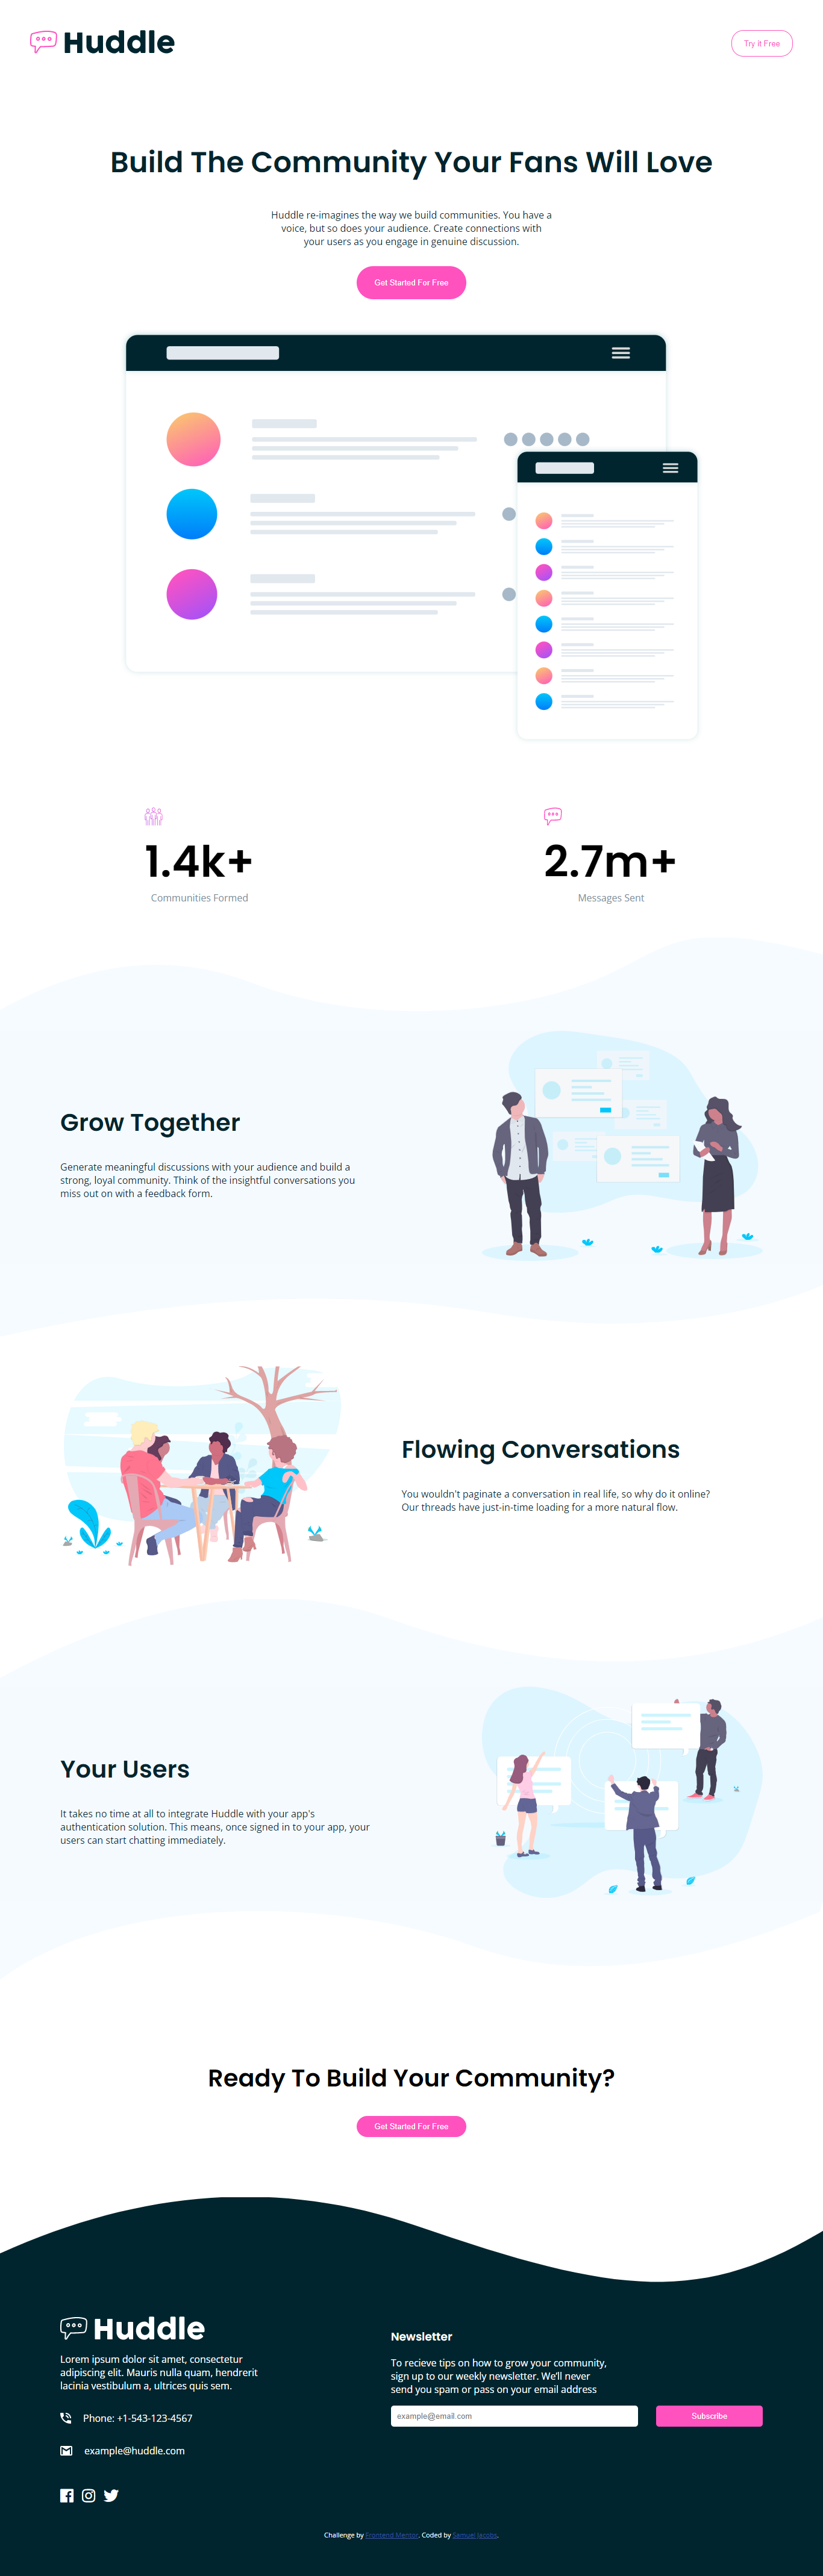 Huddle
Try it Free
Build The Community Your Fans Will Love
Huddle re-imagines the way we build communities. You have a
voice, but so does your audience. Create connections with
your users as you engage in genuine discussion.
Get Started For Free
1.4k+
Communities Formed
2.7m+
Messages Sent
Grow Together
Generate meaningful discussions with your audience and build a
strong, loyal community. Think of the insightful conversations you
miss out on with a feedback form.
Flowing Conversations
You wouldn't paginate a conversation in real life, so why do it online?
Our threads have just-in-time loading for a more natural flow.
Your Users
It takes no time at all to integrate Huddle with your app's
authentication solution. This means, once signed in to your app, your
users can start chatting immediately.
Ready To Build Your Community?
Get Started For Free
Huddle
Lorem ipsum dolor sit amet, consectetur
adipiscing elit. Mauris nulla quam, hendrerit
lacinia vestibulum a, ultrices quis sem.
Phone: +1-543-123-4567
example@huddle.com
Newsletter
To recieve tips on how to grow your community,
sign up to our weekly newsletter. We'll never
send you spam or pass on your email address
example@email.com
Subscribe
Challenge by Frontend Mentor. Coded by Samuel Jacobs.